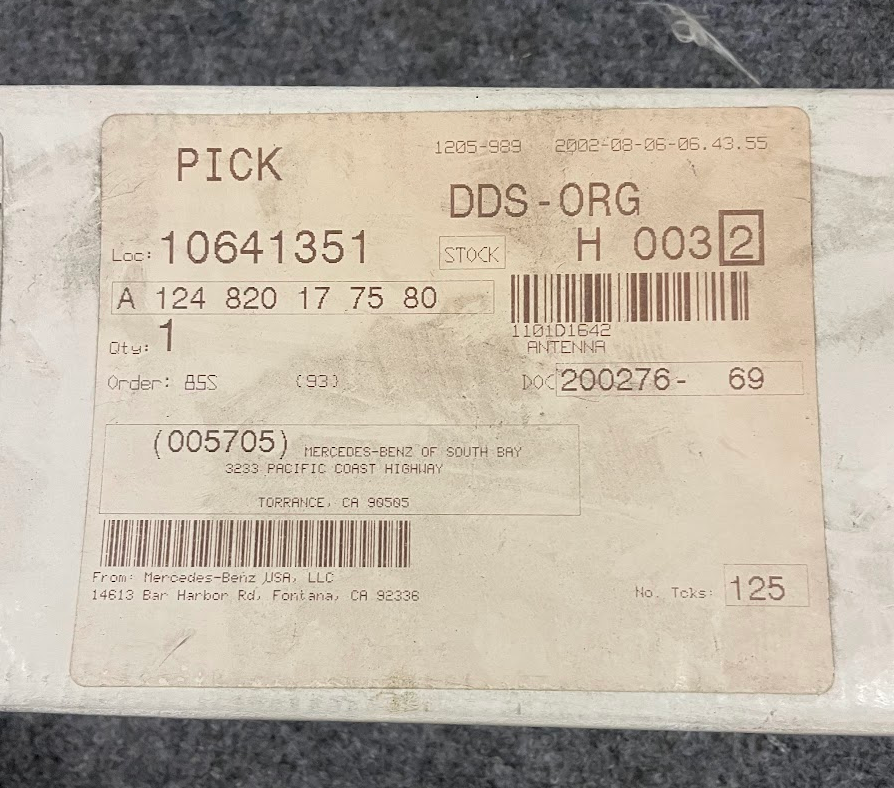 PICK 1205-989 2002-08-06-06.43.55
DDS-ORG
Loc: 10641351 STOCK H 003 2
A 124 820 17 75 80
Qty: 1 1101D1642
ANTENNA
Order: 85S (93) DOC 200276- 69
(005705) MERCEDES-BENZ OF SOUTH BAY
3233 PACIFIC COAST HIGHWAY
TORRANCE, CA 90505
From: Mercedes-Benz USA, LLC
14613 Bar Harbor Rd, Fontana, CA 92336
No. Tcks: 125